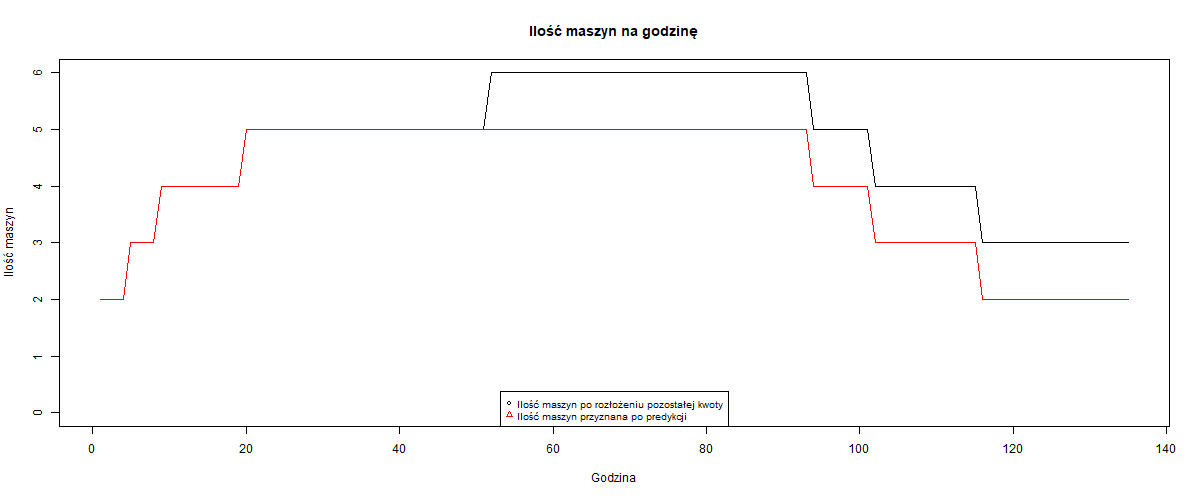 Ilość maszyn na godzinę
Ilość maszyn
6
5
4
3
2
1
0
Ilość maszyn po rozłożeniu pozostałej kwoty
Ilość maszyn przyznana po predykcji
0 20 40 60 80 100 120 140
Godzina